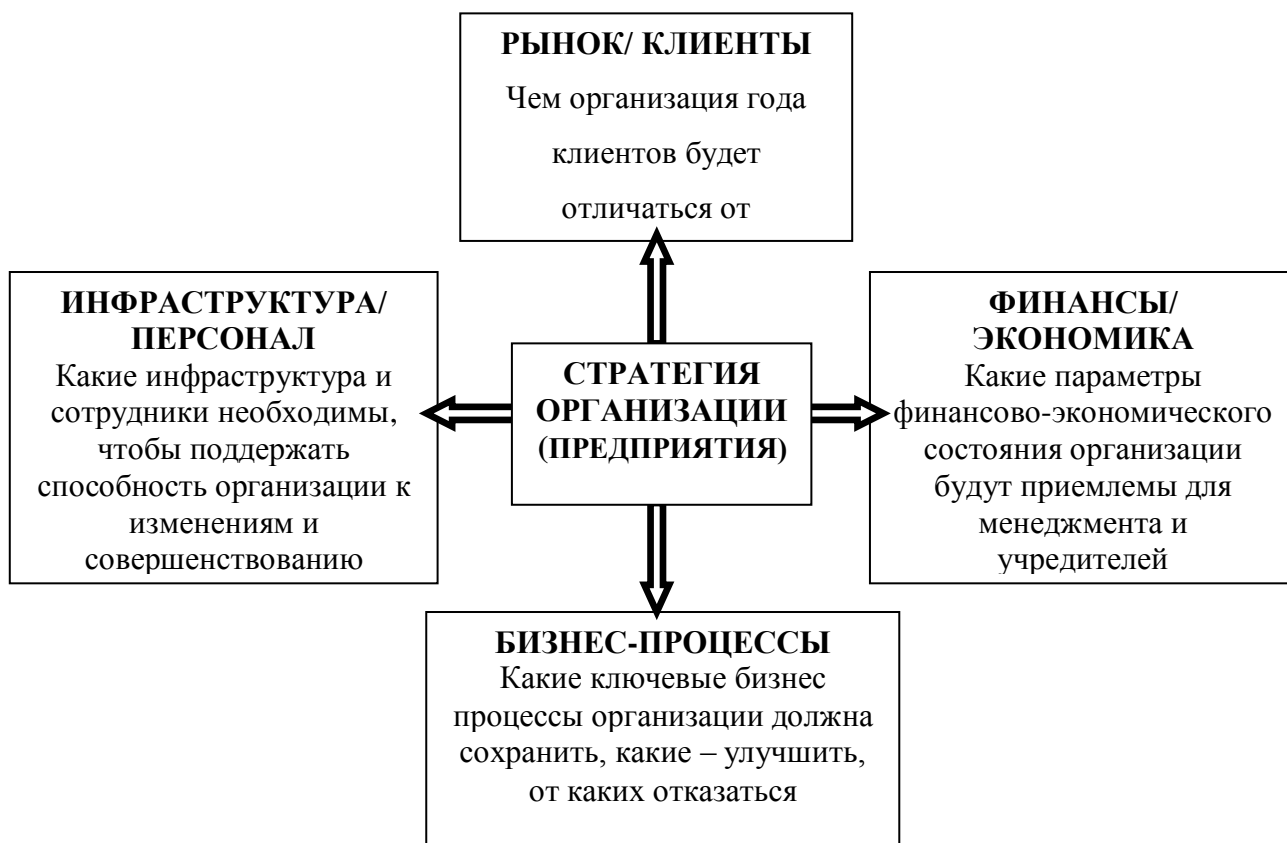 РЫНОК/ КЛИЕНТЫ
Чем организация года
клиентов будет
отличаться от
ИНФРАСТРУКТУРА/
ПЕРСОНАЛ
Какие инфраструктура и
сотрудники необходимы,
чтобы поддержать
способность организации к
изменениям и
совершенствованию
СТРАТЕГИЯ
ОРГАНИЗАЦИИ
(ПРЕДПРИЯТИЯ)
ФИНАНСЫ/
ЭКОНОМИКА
Какие параметры
финансово-экономического
состояния организации
будут приемлемы для
менеджмента и
учредителей
БИЗНЕС-ПРОЦЕССЫ
Какие ключевые бизнес
процессы организации должна
сохранить, какие – улучшить,
от каких отказаться